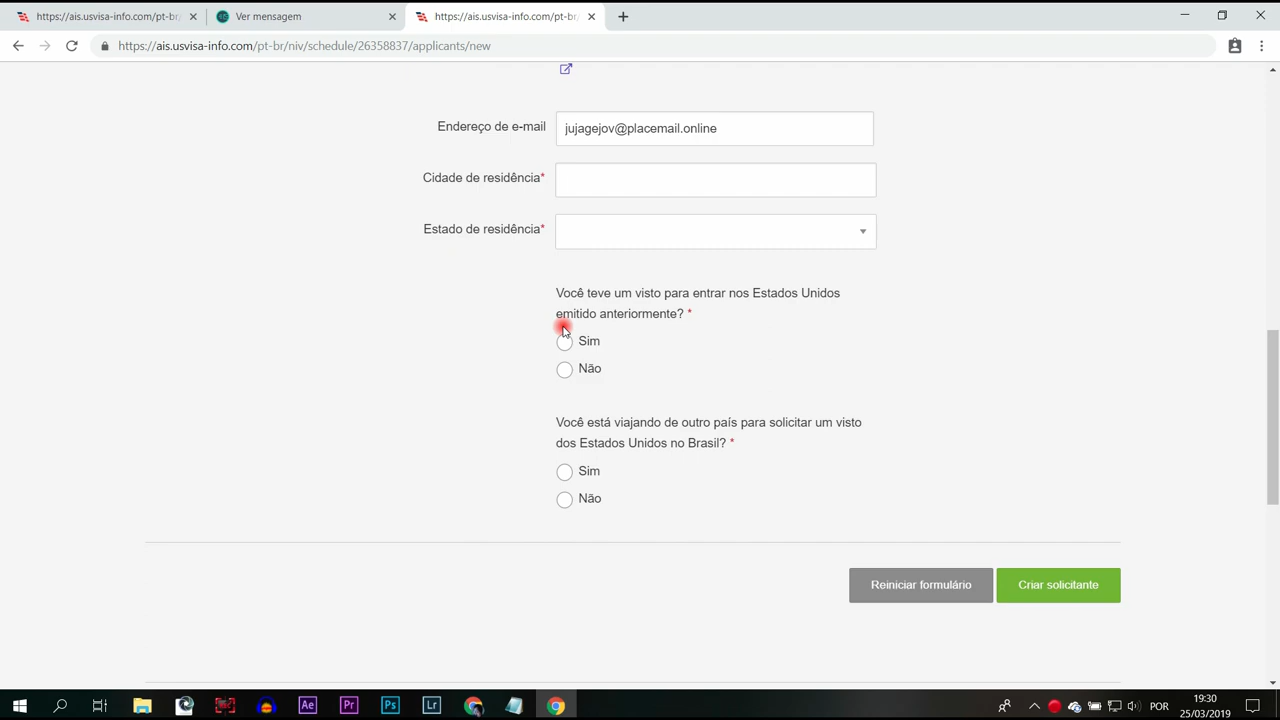 https://ais.usvisa-info.com/pt-br/
Ver mensagem
https://ais.usvisa-info.com/pt-br/
https://ais.usvisa-info.com/pt-br/niv/schedule/26358837/applicants/new
Endereço de e-mail
jujagejov@placemail.online
Cidade de residência*
Estado de residência*
Você teve um visto para entrar nos Estados Unidos
emitido anteriormente? *
Sim
Não
Você está viajando de outro país para solicitar um visto
dos Estados Unidos no Brasil? *
Sim
Não
Reiniciar formulário
Criar solicitante
Ae
Pr
Ps
Lr
POR
19:30
25/03/2019